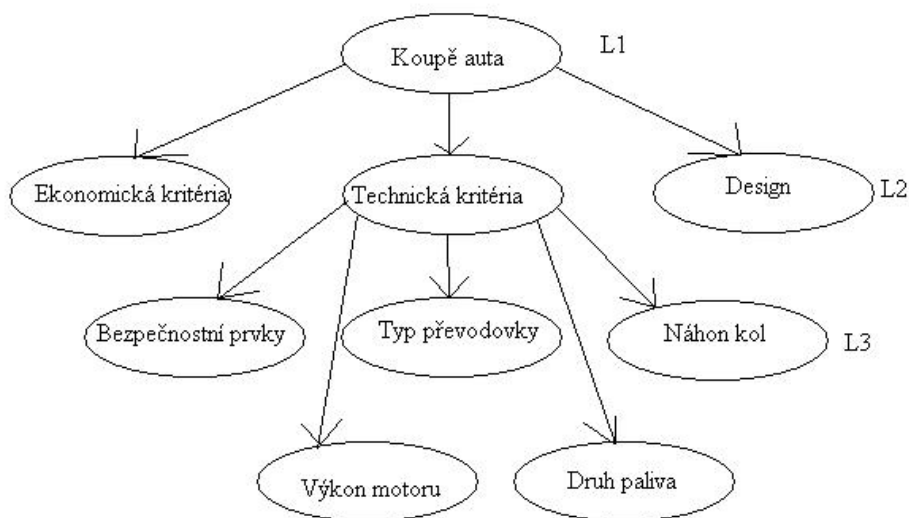 Koupě auta
L1
Ekonomická kritéria
Technická kritéria
Design
L2
Bezpečnostní prvky
Typ převodovky
Náhon kol
L3
Výkon motoru
Druh paliva